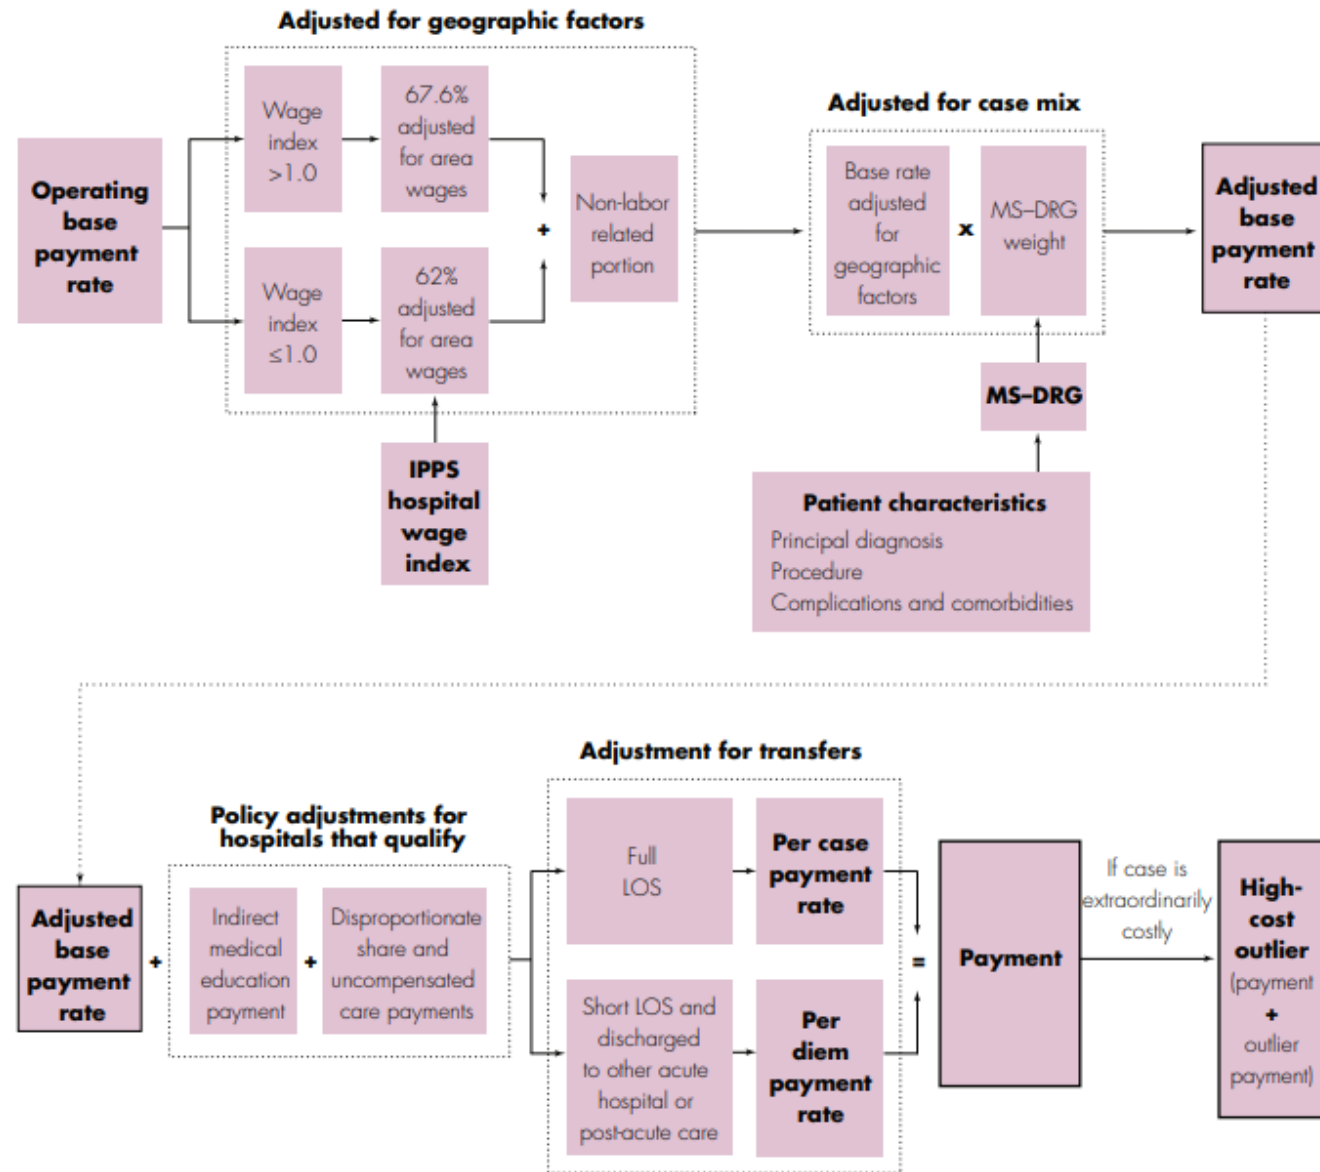 Adjusted for geographic factors
Operating
base
payment
rate
Wage
index
>1.0
67.6%
adjusted
for area
wages
Wage
index
≤1.0
62%
adjusted
for area
wages
+
Non-labor
related
portion
IPPS
hospital
wage
index
Adjusted for case mix
Base rate
adjusted
for
geographic
factors
x
MS–DRG
weight
MS–DRG
Patient characteristics
Principal diagnosis
Procedure
Complications and comorbidities
Adjusted
base
payment
rate
Adjusted
base
payment
rate
+
Policy adjustments for
hospitals that qualify
Indirect
medical
education
payment
+
Disproportionate
share and
uncompensated
care payments
Adjustment for transfers
Full
LOS
Per case
payment
rate
Short LOS and
discharged
to other acute
hospital or
post-acute care
Per
diem
payment
rate
=
Payment
If case is
extraordinarily
costly
High-
cost
outlier
(payment
+
outlier
payment)